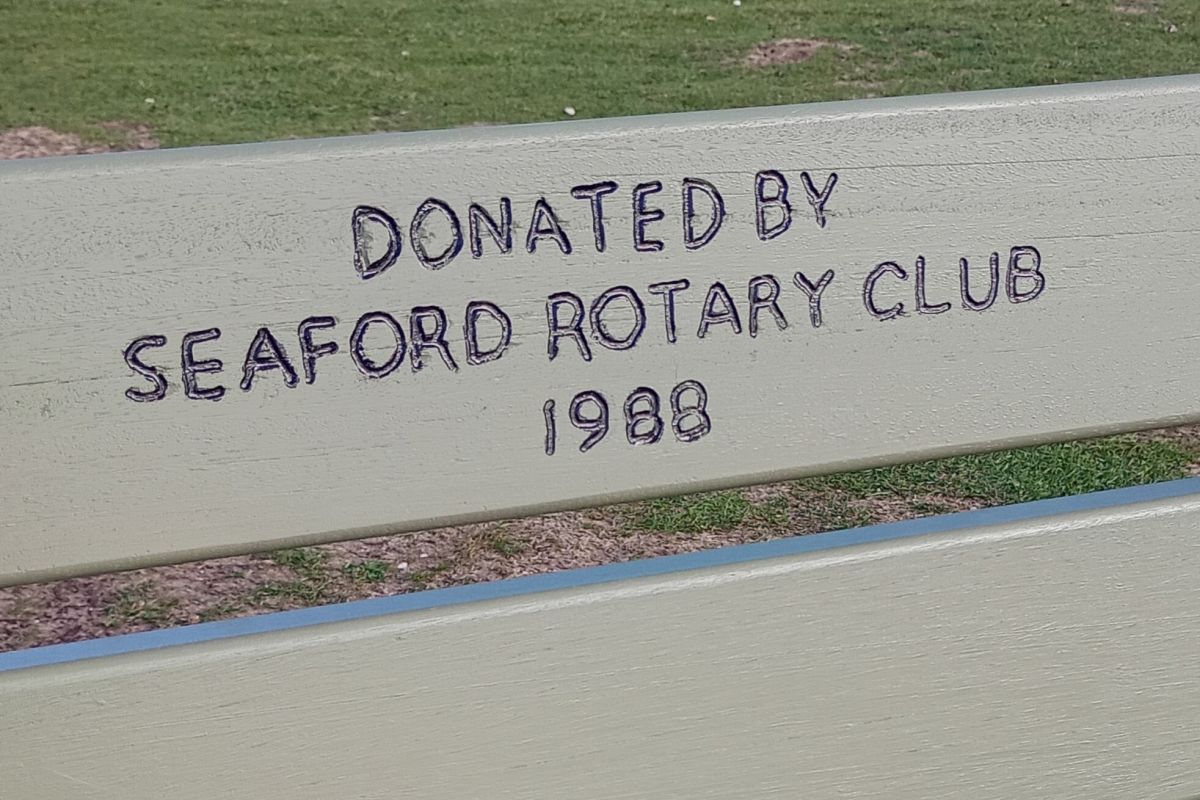 DONATED BY
SEAFORD ROTARY CLUB
1988